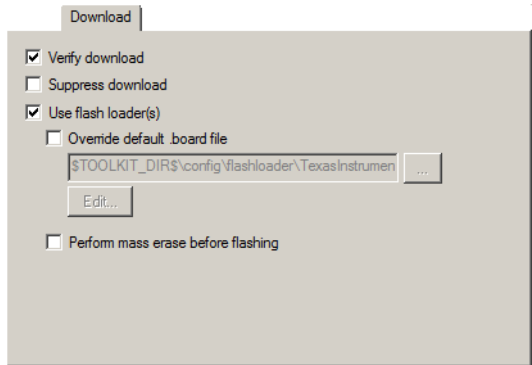 Download
Verify download
Suppress download
Use flash loader(s)
Override default .board file
$TOOLKIT_DIR$\config\flashloader\TexasInstrumen
...
Edit...
Perform mass erase before flashing